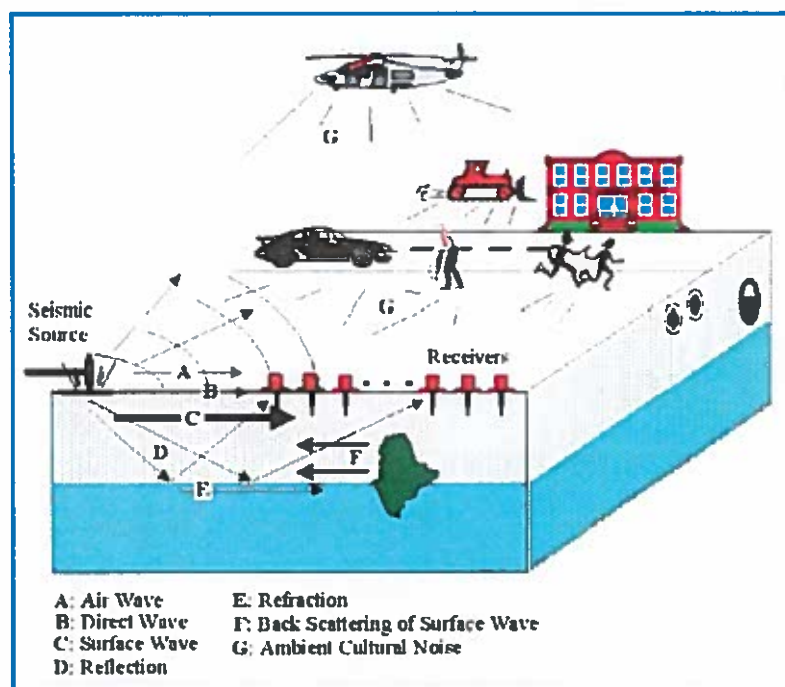 G
Seismic
Source
G
A
Receivers
B
C
D
F
E
A: Air Wave
B: Direct Wave
C: Surface Wave
D: Reflection
E: Refraction
F: Back Scattering of Surface Wave
G: Ambient Cultural Noise